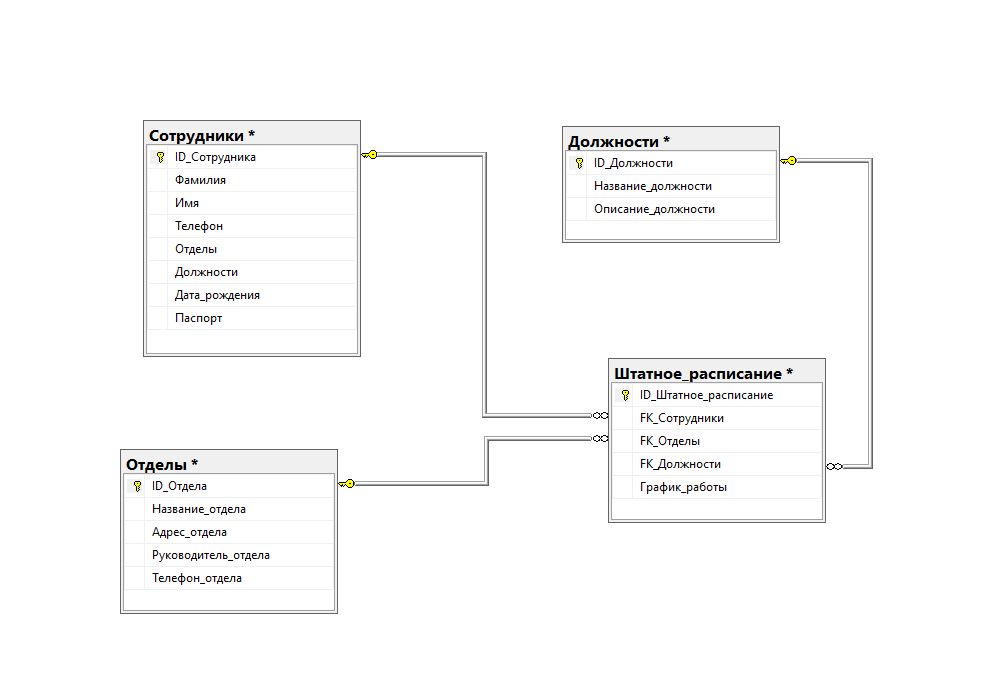 Сотрудники *
ID_Сотрудника
Фамилия
Имя
Телефон
Отделы
Должности
Дата_рождения
Паспорт
Должности *
ID_Должности
Название_должности
Описание_должности
Штатное_расписание *
ID_Штатное_расписание
FK_Сотрудники
FK_Отделы
FK_Должности
График_работы
Отделы *
ID_Отдела
Название_отдела
Адрес_отдела
Руководитель_отдела
Телефон_отдела